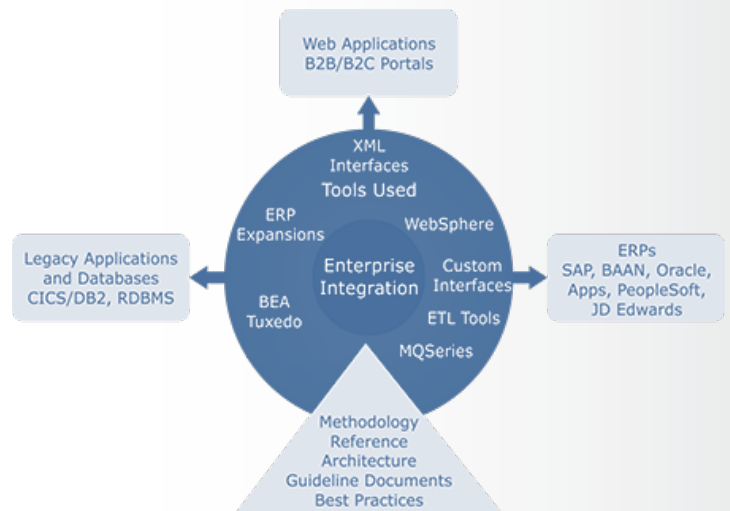 Web Applications
B2B/B2C Portals
XML
Interfaces
Tools Used
ERP
Expansions
WebSphere
Legacy Applications
and Databases
CICS/DB2, RDBMS
Enterprise
Integration
Custom
Interfaces
ERPs
SAP, BAAN, Oracle,
Apps, PeopleSoft,
JD Edwards
BEA
Tuxedo
ETL Tools
MQSeries
Methodology
Reference
Architecture
Guideline Documents
Best Practices